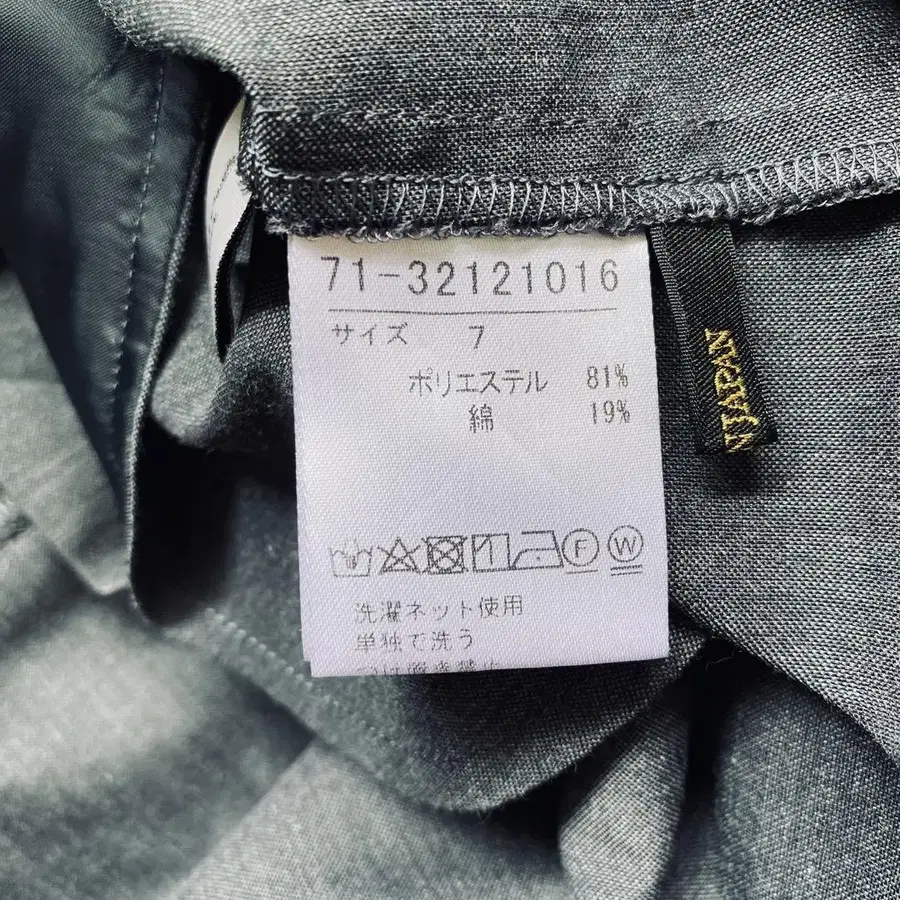 71-32121016
サイズ 7
ポリエステル 81%
綿 19%
F W
洗濯ネット使用
単独で洗う
N JAPAN